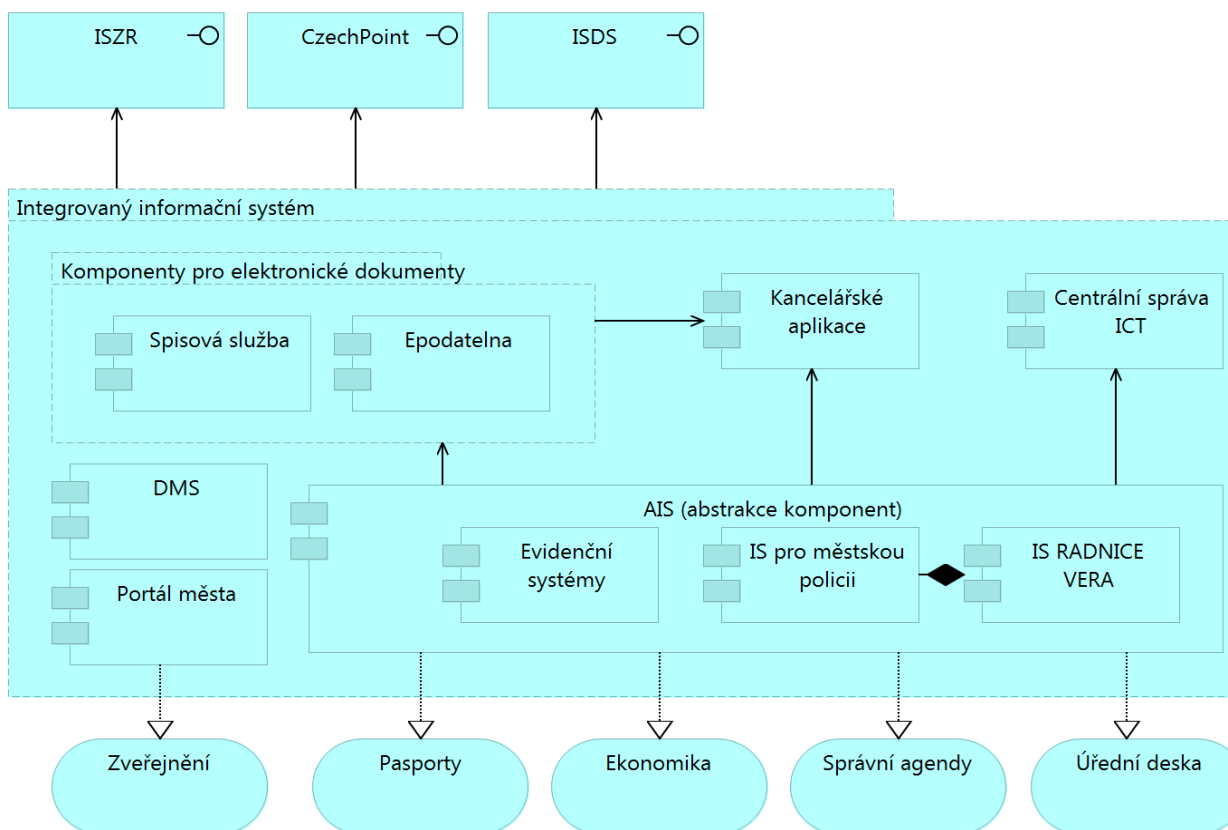 ISZR
CzechPoint
ISDS
Integrovaný informační systém
Komponenty pro elektronické dokumenty
Spisová služba
Epodatelna
Kancelářské
aplikace
Centrální správa
ICT
DMS
Portál města
AIS (abstrakce komponent)
Evidenční
systémy
IS pro městskou
policii
IS RADNICE
VERA
Zveřejnění
Pasporty
Ekonomika
Správní agendy
Úřední deska